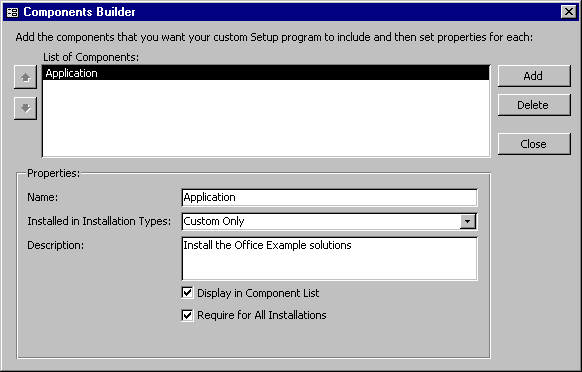 Components Builder
Add the components that you want your custom Setup program to include and then set properties for each:
List of Components:
Application
Add
Delete
Close
Properties:
Name:
Application
Installed in Installation Types:
Custom Only
Description:
Install the Office Example solutions
Display in Component List
Require for All Installations